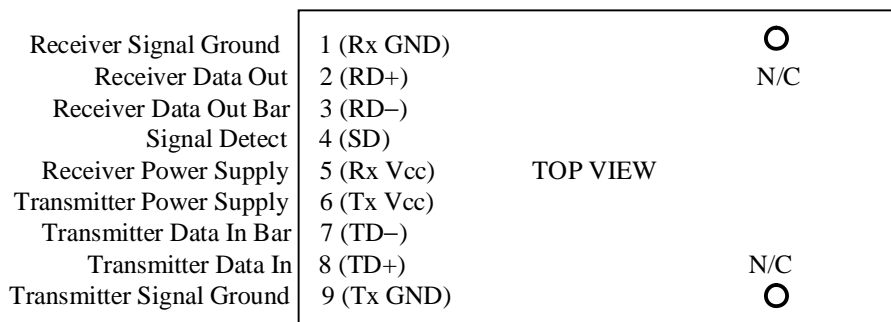 Receiver Signal Ground 1 (Rx GND)
Receiver Data Out 2 (RD+) N/C
Receiver Data Out Bar 3 (RD−)
Signal Detect 4 (SD)
Receiver Power Supply 5 (Rx Vcc) TOP VIEW
Transmitter Power Supply 6 (Tx Vcc)
Transmitter Data In Bar 7 (TD−)
Transmitter Data In 8 (TD+) N/C
Transmitter Signal Ground 9 (Tx GND)